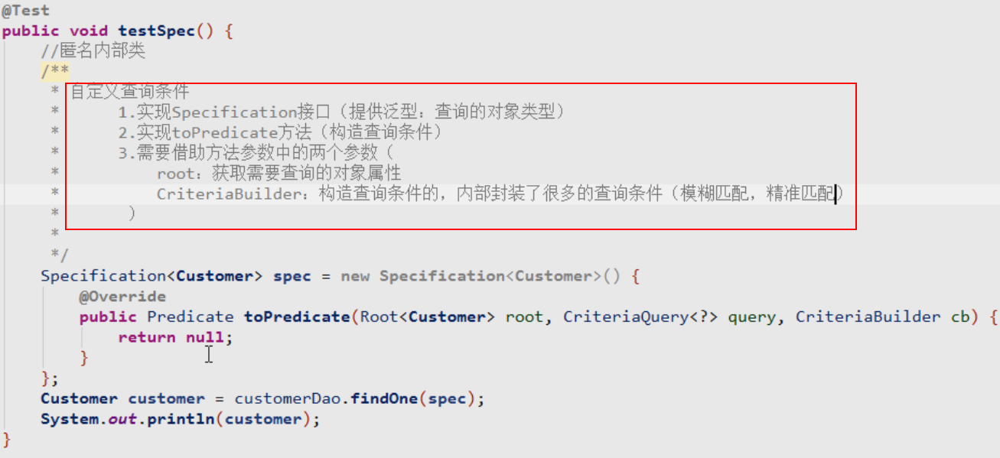 @Test
public void testSpec() {
//匿名内部类
/**
* 自定义查询条件
* 1.实现Specification接口（提供泛型：查询的对象类型）
* 2.实现toPredicate方法（构造查询条件）
* 3.需要借助方法参数中的两个参数（
* root：获取需要查询的对象属性
* CriteriaBuilder：构造查询条件的，内部封装了很多的查询条件（模糊匹配，精准匹配）
* ）
*
*/
Specification<Customer> spec = new Specification<Customer>() {
@Override
public Predicate toPredicate(Root<Customer> root, CriteriaQuery<?> query, CriteriaBuilder cb) {
return null;
}
};
Customer customer = customerDao.findOne(spec);
System.out.println(customer);
}